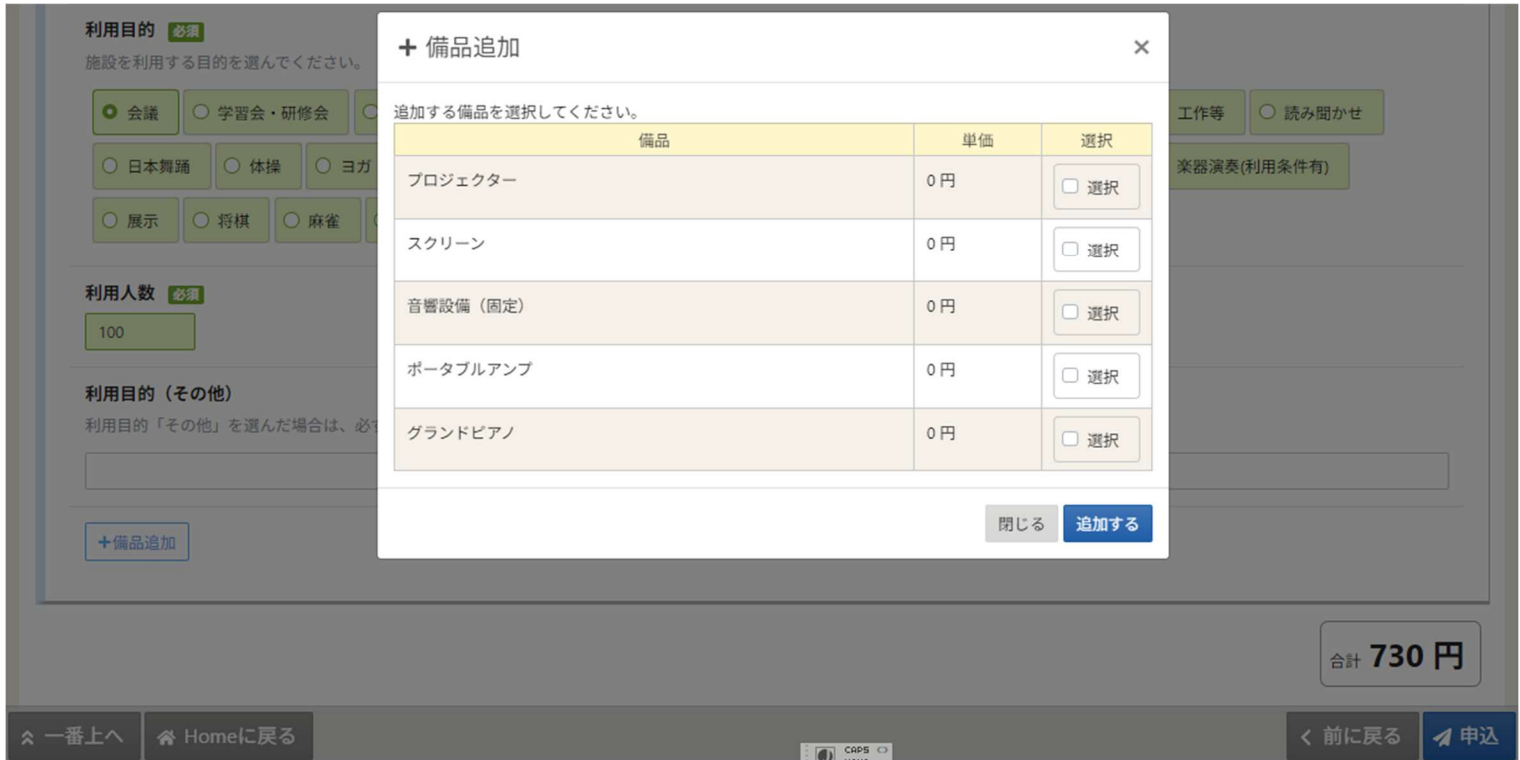 利用目的 必須
施設を利用する目的を選んでください。
会議 学習会・研修会 工作等 読み聞かせ
日本舞踊 体操 ヨガ 楽器演奏(利用条件有)
展示 将棋 麻雀
利用人数 必須
100
利用目的（その他）
利用目的「その他」を選んだ場合は、必
+備品追加
+ 備品追加 ×
追加する備品を選択してください。
備品 単価 選択
プロジェクター 0円 選択
スクリーン 0円 選択
音響設備（固定） 0円 選択
ポータブルアンプ 0円 選択
グランドピアノ 0円 選択
閉じる 追加する
合計 730 円
一番上へ Homeに戻る 前に戻る 申込
CAPS